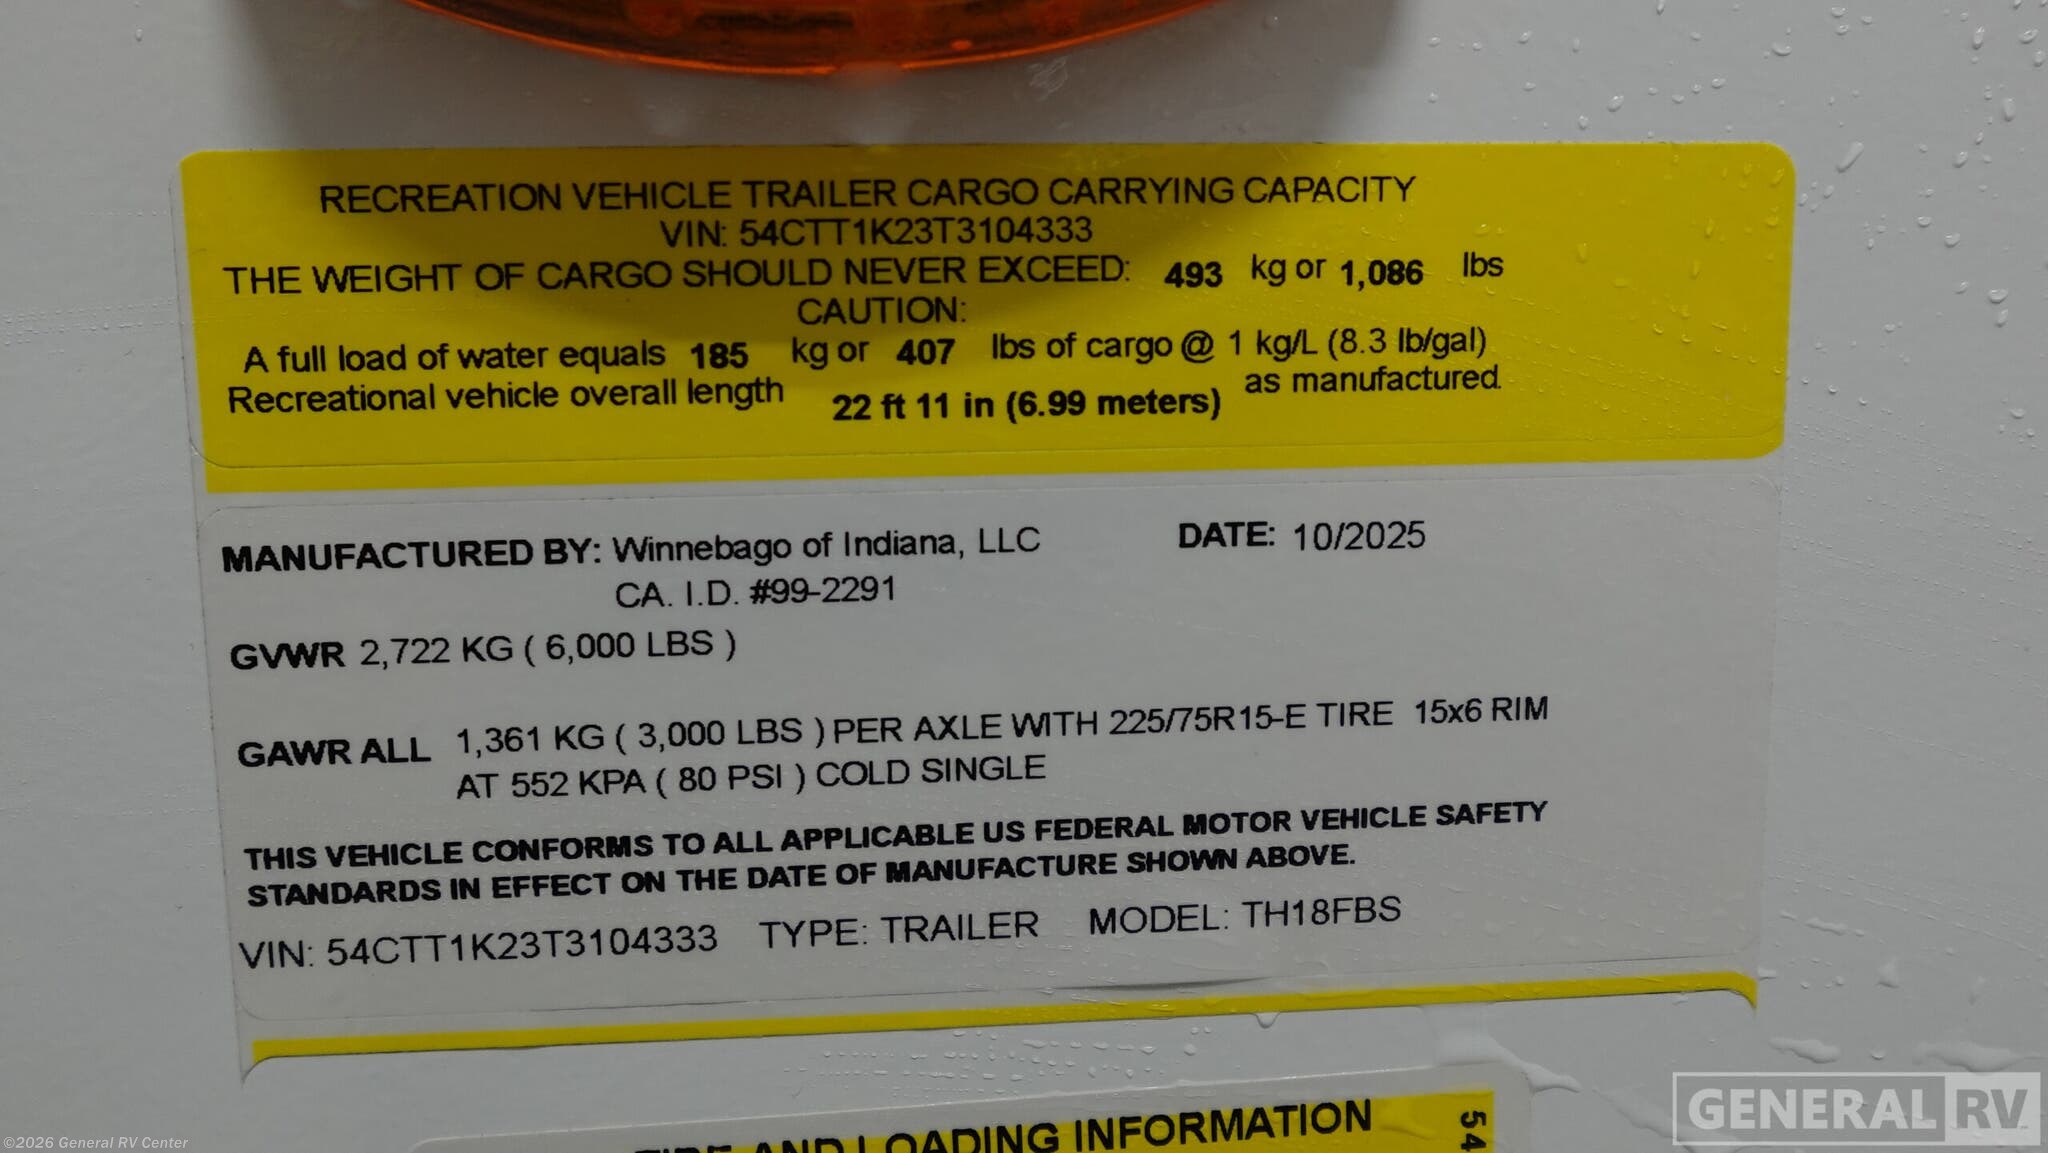 RECREATION VEHICLE TRAILER CARGO CARRYING CAPACITY
VIN: 54CTT1K23T3104333
THE WEIGHT OF CARGO SHOULD NEVER EXCEED: 493 kg or 1,086 lbs
CAUTION:
A full load of water equals 185 kg or 407 lbs of cargo @ 1 kg/L (8.3 lb/gal)
Recreational vehicle overall length 22 ft 11 in (6.99 meters) as manufactured.
MANUFACTURED BY: Winnebago of Indiana, LLC DATE: 10/2025
CA. I.D. #99-2291
GVWR 2,722 KG ( 6,000 LBS )
GAWR ALL 1,361 KG ( 3,000 LBS ) PER AXLE WITH 225/75R15-E TIRE 15x6 RIM
AT 552 KPA ( 80 PSI ) COLD SINGLE
THIS VEHICLE CONFORMS TO ALL APPLICABLE US FEDERAL MOTOR VEHICLE SAFETY
STANDARDS IN EFFECT ON THE DATE OF MANUFACTURE SHOWN ABOVE.
VIN: 54CTT1K23T3104333 TYPE: TRAILER MODEL: TH18FBS
TIRE AND LOADING INFORMATION
54
GENERAL RV
©2026 General RV Center